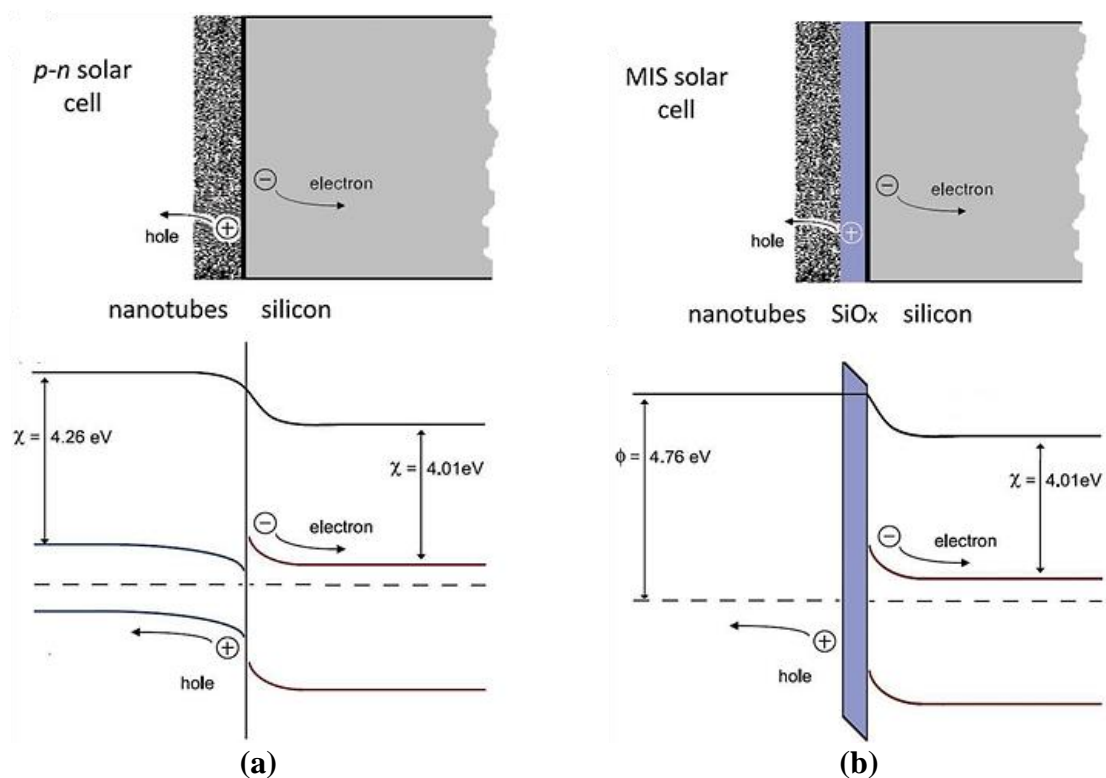 p-n solar
cell
⊖
electron
hole
⊕
nanotubes silicon
χ = 4.26 eV
χ = 4.01eV
⊖
electron
⊕
hole
(a)
MIS solar
cell
⊖
electron
hole
⊕
nanotubes SiOx silicon
ϕ = 4.76 eV
χ = 4.01eV
⊖
electron
⊕
hole
(b)